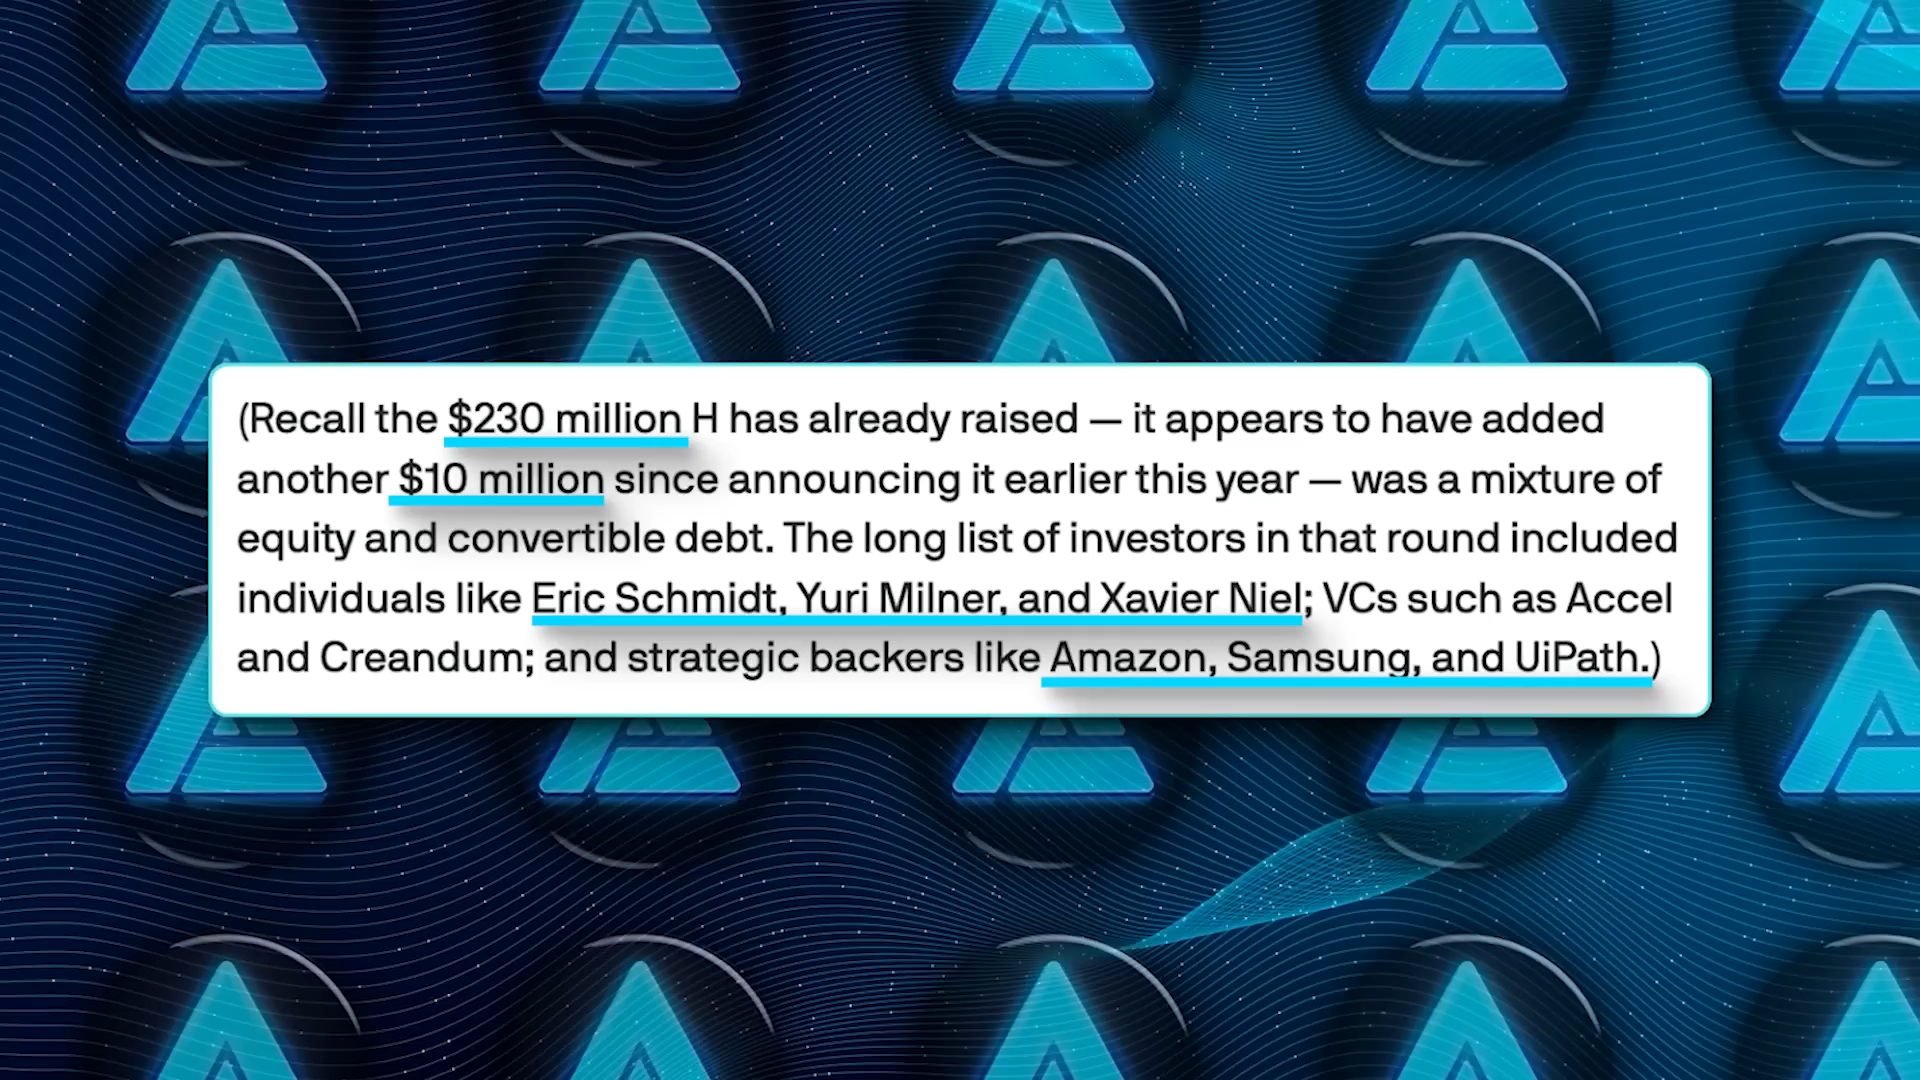 (Recall the $230 million H has already raised — it appears to have added
another $10 million since announcing it earlier this year — was a mixture of
equity and convertible debt. The long list of investors in that round included
individuals like Eric Schmidt, Yuri Milner, and Xavier Niel; VCs such as Accel
and Creandum; and strategic backers like Amazon, Samsung, and UiPath.)